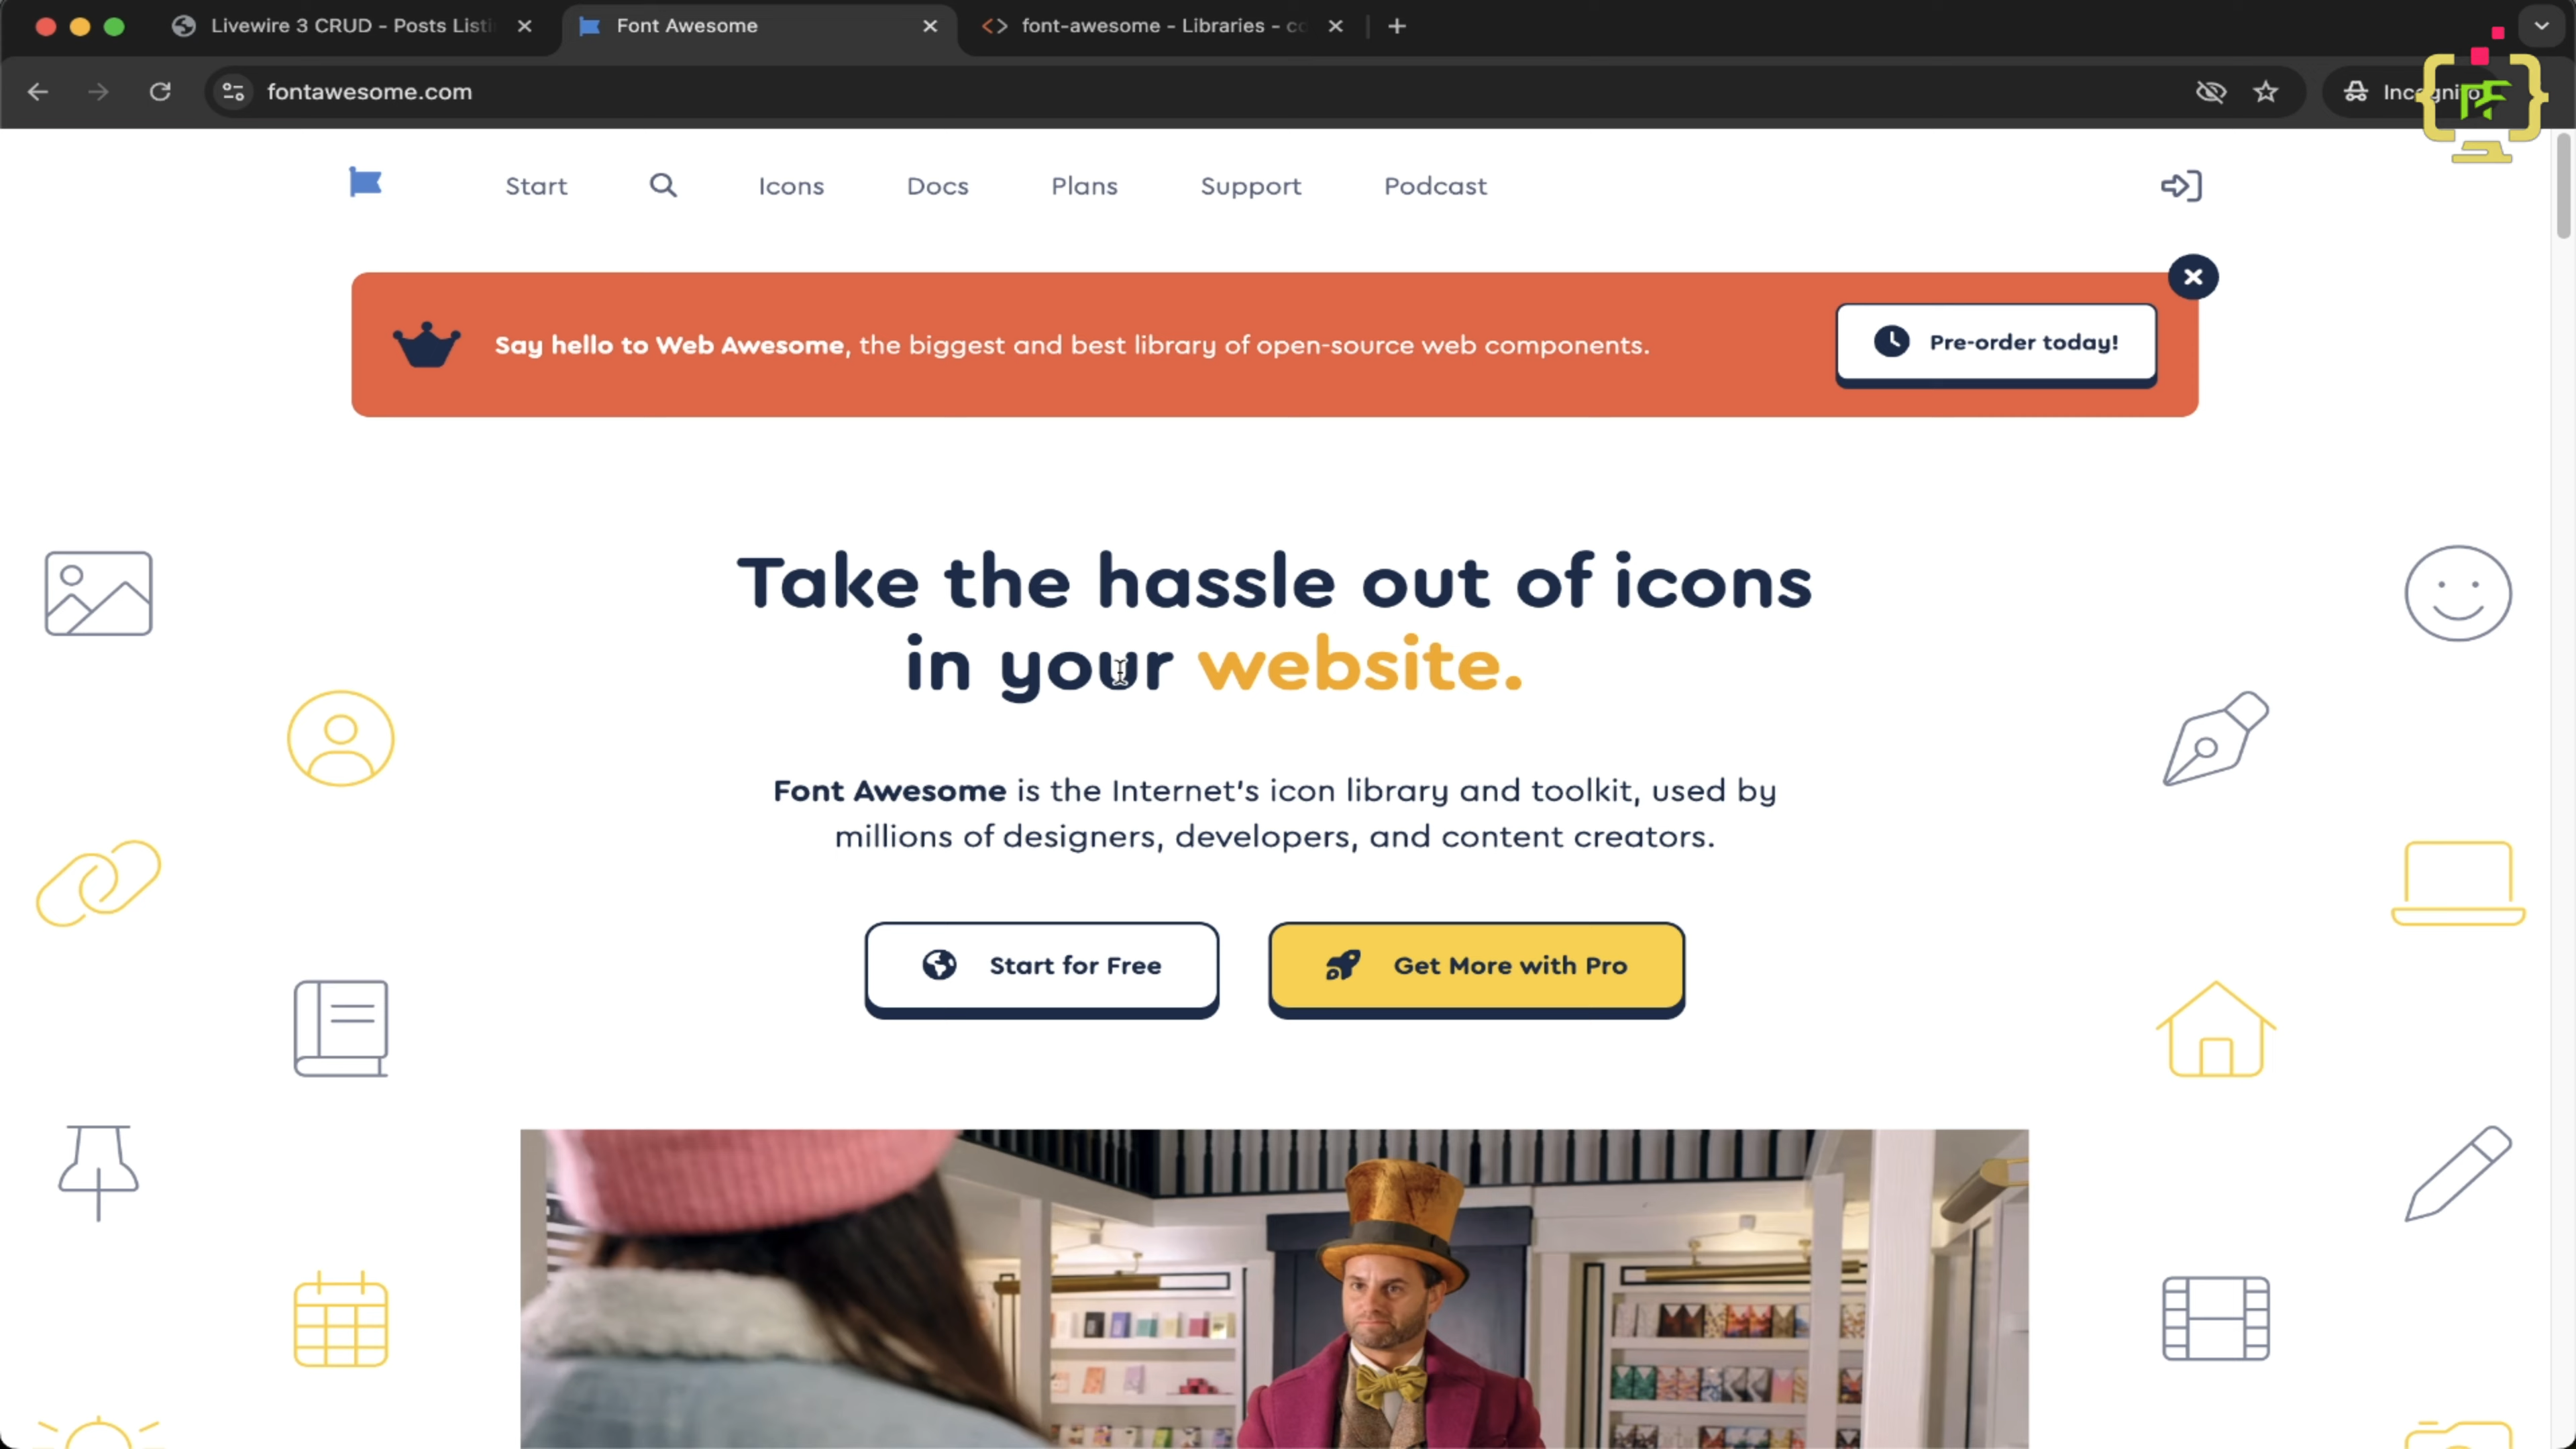 Livewire 3 CRUD - Posts Listi
Font Awesome
font-awesome - Libraries - c
fontawesome.com
Incognito
Start
Icons
Docs
Plans
Support
Podcast
Say hello to Web Awesome, the biggest and best library of open-source web components.
Pre-order today!
Take the hassle out of icons
in your website.
Font Awesome is the Internet's icon library and toolkit, used by
millions of designers, developers, and content creators.
Start for Free
Get More with Pro